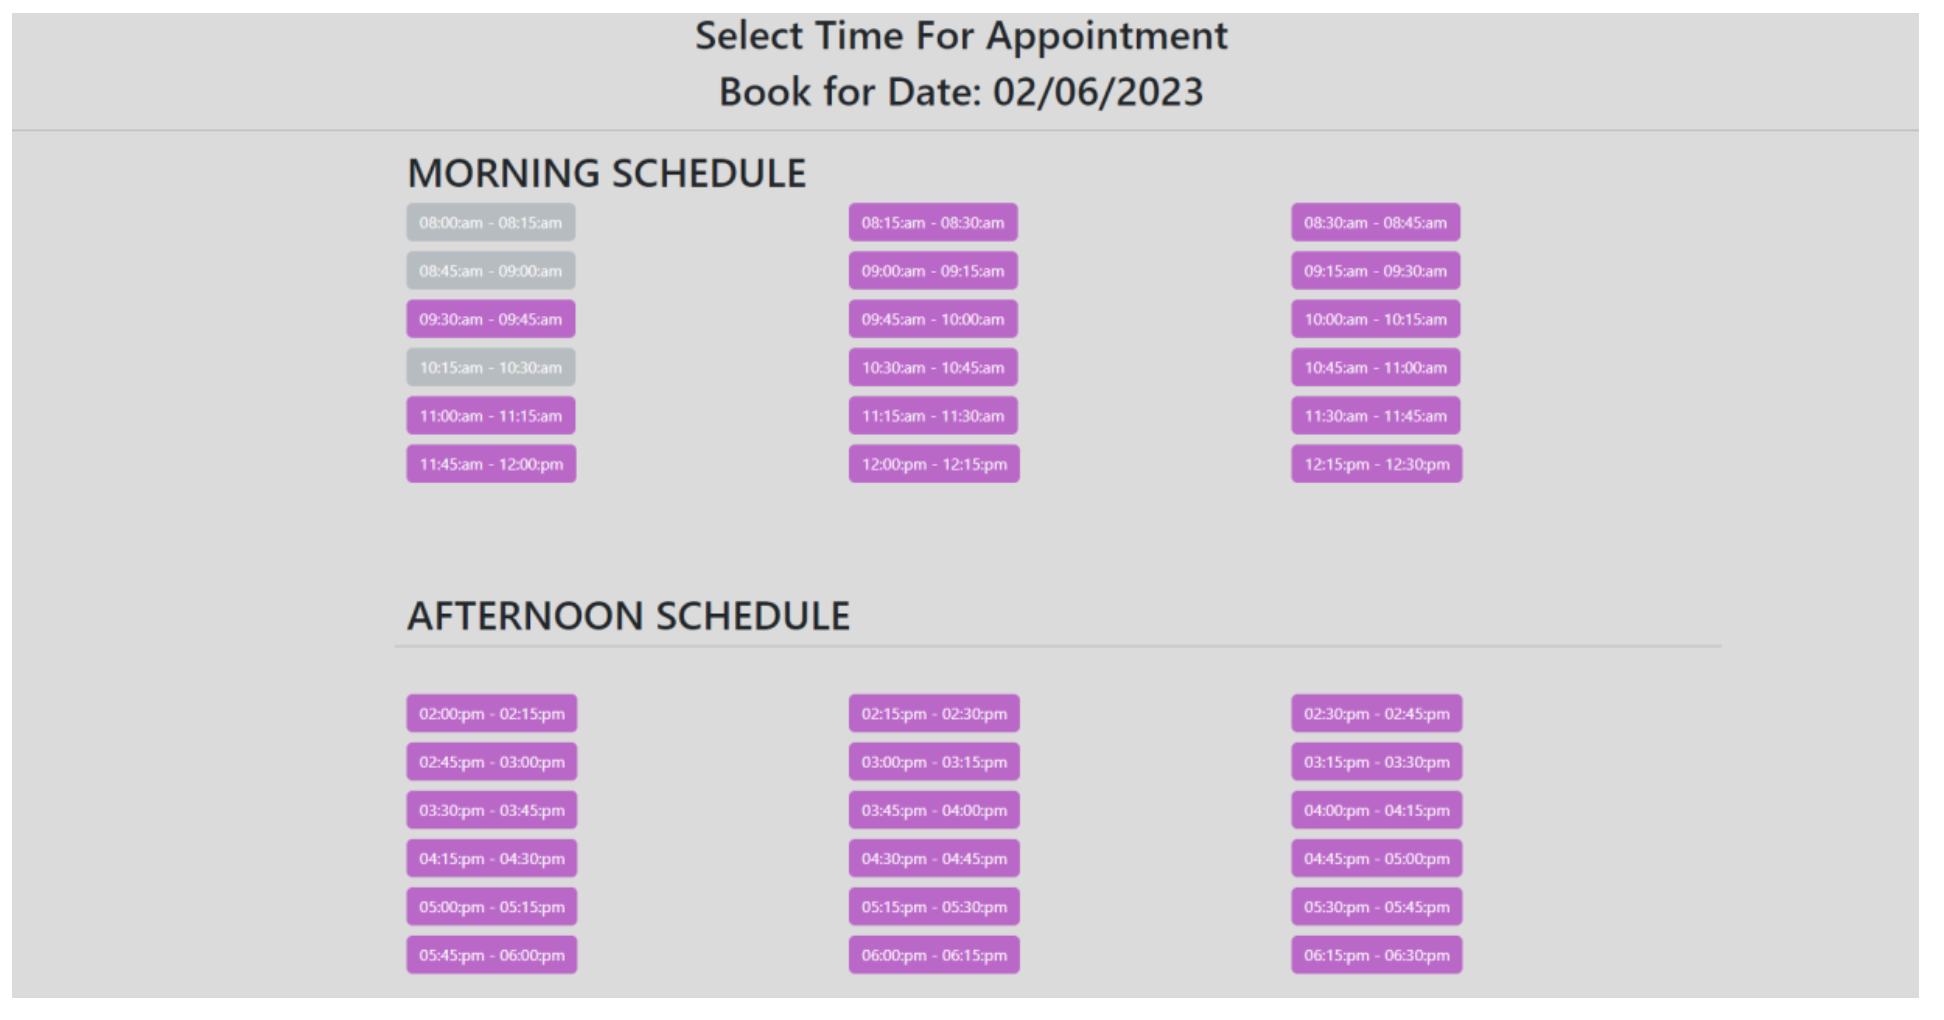 Select Time For Appointment
Book for Date: 02/06/2023
MORNING SCHEDULE
08:00:am - 08:15:am 08:15:am - 08:30:am 08:30:am - 08:45:am
08:45:am - 09:00:am 09:00:am - 09:15:am 09:15:am - 09:30:am
09:30:am - 09:45:am 09:45:am - 10:00:am 10:00:am - 10:15:am
10:15:am - 10:30:am 10:30:am - 10:45:am 10:45:am - 11:00:am
11:00:am - 11:15:am 11:15:am - 11:30:am 11:30:am - 11:45:am
11:45:am - 12:00:pm 12:00:pm - 12:15:pm 12:15:pm - 12:30:pm
AFTERNOON SCHEDULE
02:00:pm - 02:15:pm 02:15:pm - 02:30:pm 02:30:pm - 02:45:pm
02:45:pm - 03:00:pm 03:00:pm - 03:15:pm 03:15:pm - 03:30:pm
03:30:pm - 03:45:pm 03:45:pm - 04:00:pm 04:00:pm - 04:15:pm
04:15:pm - 04:30:pm 04:30:pm - 04:45:pm 04:45:pm - 05:00:pm
05:00:pm - 05:15:pm 05:15:pm - 05:30:pm 05:30:pm - 05:45:pm
05:45:pm - 06:00:pm 06:00:pm - 06:15:pm 06:15:pm - 06:30:pm